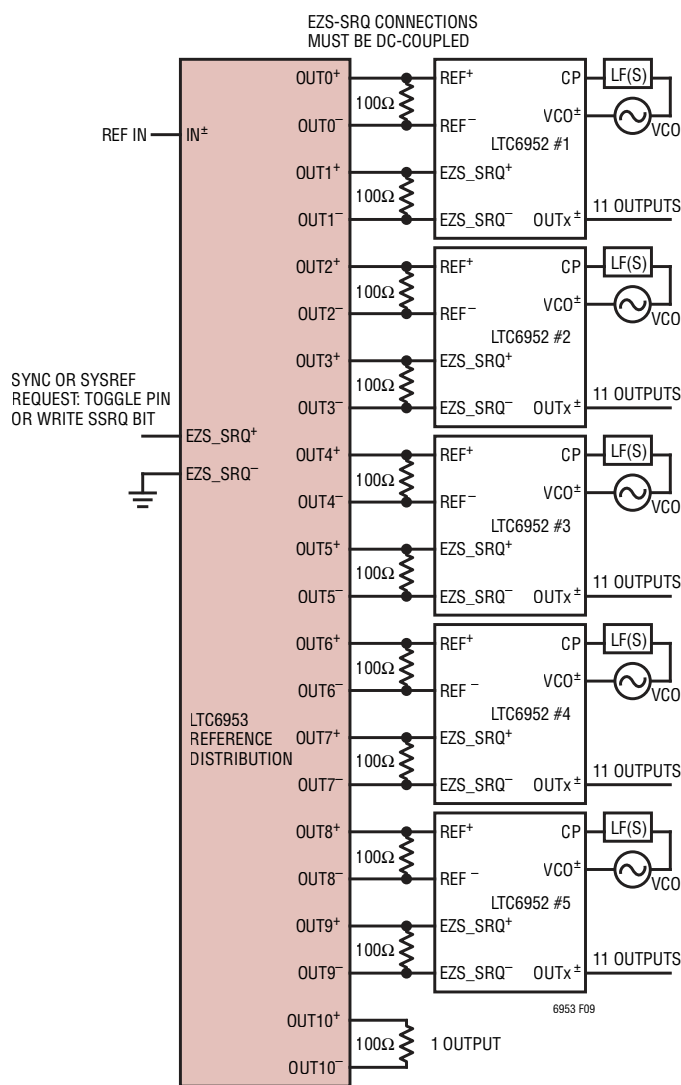 EZS-SRQ CONNECTIONS
MUST BE DC-COUPLED
REF IN
IN±
SYNC OR SYSREF
REQUEST: TOGGLE PIN
OR WRITE SSRQ BIT
EZS_SRQ⁺
EZS_SRQ⁻
LTC6953
REFERENCE
DISTRIBUTION
OUT0⁺
100Ω
OUT0⁻
OUT1⁺
100Ω
OUT1⁻
REF⁺
CP
LF(S)
VCO±
VCO
REF⁻
LTC6952 #1
EZS_SRQ⁺
EZS_SRQ⁻
OUTx±
11 OUTPUTS
OUT2⁺
100Ω
OUT2⁻
OUT3⁺
100Ω
OUT3⁻
REF⁺
CP
LF(S)
VCO±
VCO
REF⁻
LTC6952 #2
EZS_SRQ⁺
EZS_SRQ⁻
OUTx±
11 OUTPUTS
OUT4⁺
100Ω
OUT4⁻
OUT5⁺
100Ω
OUT5⁻
REF⁺
CP
LF(S)
VCO±
VCO
REF⁻
LTC6952 #3
EZS_SRQ⁺
EZS_SRQ⁻
OUTx±
11 OUTPUTS
OUT6⁺
100Ω
OUT6⁻
OUT7⁺
100Ω
OUT7⁻
REF⁺
CP
LF(S)
VCO±
VCO
REF⁻
LTC6952 #4
EZS_SRQ⁺
EZS_SRQ⁻
OUTx±
11 OUTPUTS
OUT8⁺
100Ω
OUT8⁻
OUT9⁺
100Ω
OUT9⁻
REF⁺
CP
LF(S)
VCO±
VCO
REF⁻
LTC6952 #5
EZS_SRQ⁺
EZS_SRQ⁻
OUTx±
11 OUTPUTS
6953 F09
OUT10⁺
100Ω
1 OUTPUT
OUT10⁻